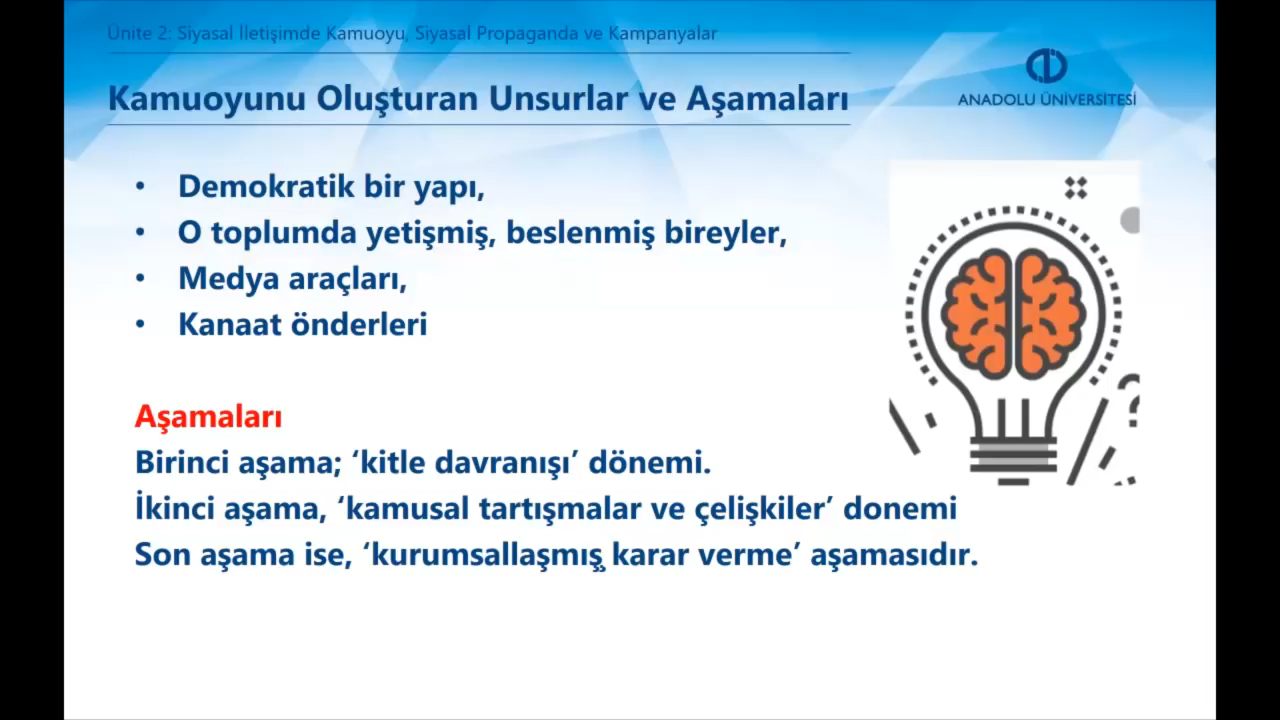 Ünite 2: Siyasal İletişimde Kamuoyu, Siyasal Propaganda ve Kampanyalar
Kamuoyunu Oluşturan Unsurlar ve Aşamaları
ANADOLU ÜNİVERSİTESİ
• Demokratik bir yapı,
• O toplumda yetişmiş, beslenmiş bireyler,
• Medya araçları,
• Kanaat önderleri
Aşamaları
Birinci aşama; ‘kitle davranışı’ dönemi.
İkinci aşama, ‘kamusal tartışmalar ve çelişkiler’ donemi
Son aşama ise, ‘kurumsallaşmış̧ karar verme’ aşamasıdır.
?